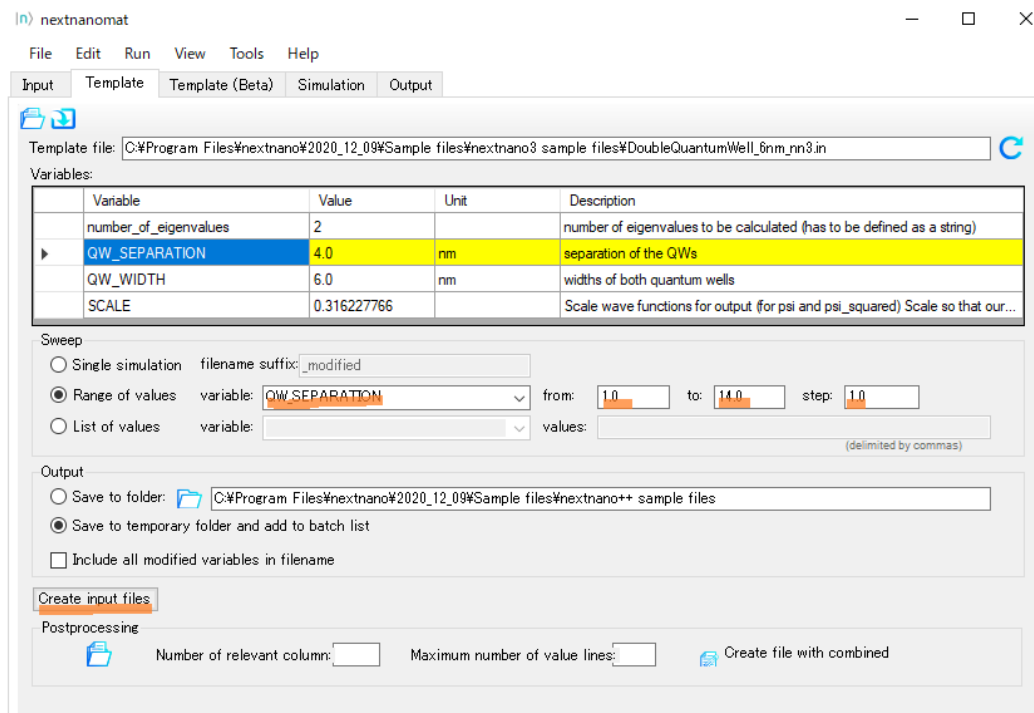 |n⟩ nextnanomat
File Edit Run View Tools Help
Input Template Template (Beta) Simulation Output
Template file: C:¥Program Files¥nextnano¥2020_12_09¥Sample files¥nextnano3 sample files¥DoubleQuantumWell_6nm_nn3.in
Variables:
Variable Value Unit Description
number_of_eigenvalues 2 number of eigenvalues to be calculated (has to be defined as a string)
QW_SEPARATION 4.0 nm separation of the QWs
QW_WIDTH 6.0 nm widths of both quantum wells
SCALE 0.316227766 Scale wave functions for output (for psi and psi_squared) Scale so that our...
Sweep
Single simulation filename suffix: _modified
Range of values variable: QW_SEPARATION from: 1.0 to: 14.0 step: 1.0
List of values variable: values:
(delimited by commas)
Output
Save to folder: C:¥Program Files¥nextnano¥2020_12_09¥Sample files¥nextnano++ sample files
Save to temporary folder and add to batch list
Include all modified variables in filename
Create input files
Postprocessing
Number of relevant column: Maximum number of value lines: Create file with combined